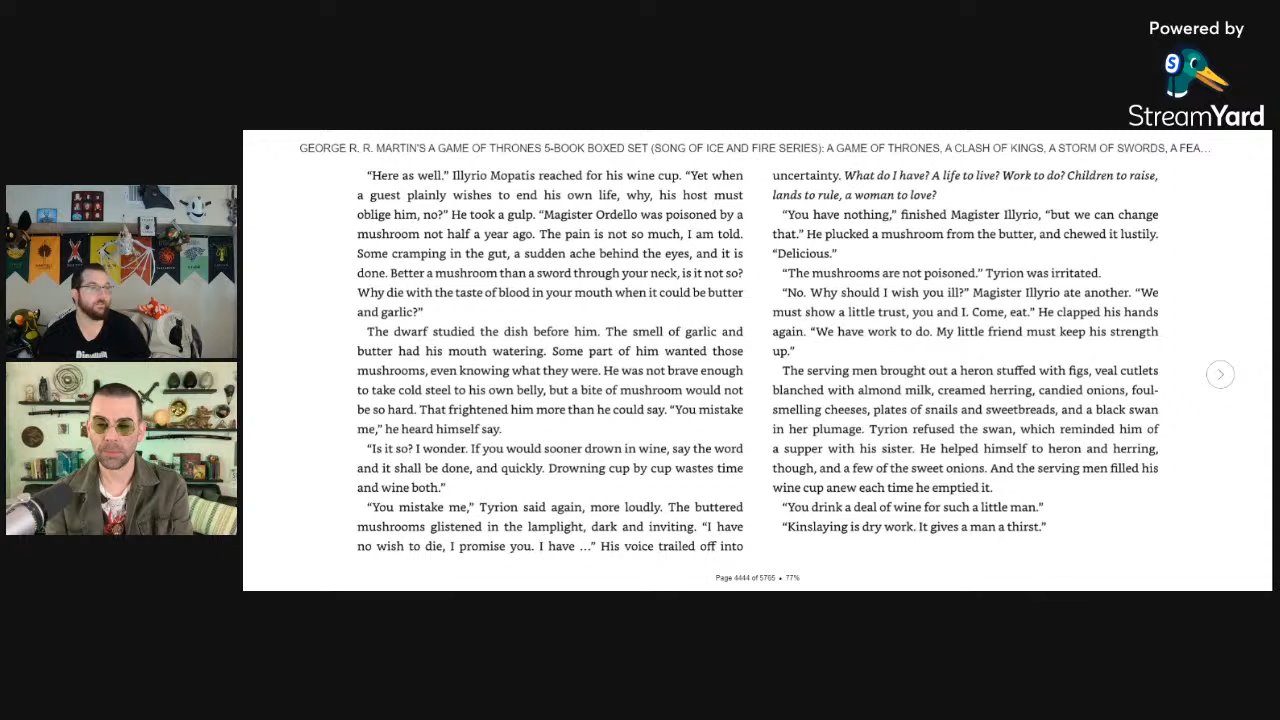 Powered by
StreamYard
GEORGE R. R. MARTIN'S A GAME OF THRONES 5-BOOK BOXED SET (SONG OF ICE AND FIRE SERIES): A GAME OF THRONES, A CLASH OF KINGS, A STORM OF SWORDS, A FEA...
“Here as well.” Illyrio Mopatis reached for his wine cup. “Yet when
a guest plainly wishes to end his own life, why, his host must
oblige him, no?” He took a gulp. “Magister Ordello was poisoned by a
mushroom not half a year ago. The pain is not so much, I am told.
Some cramping in the gut, a sudden ache behind the eyes, and it is
done. Better a mushroom than a sword through your neck, is it not so?
Why die with the taste of blood in your mouth when it could be butter
and garlic?”
The dwarf studied the dish before him. The smell of garlic and
butter had his mouth watering. Some part of him wanted those
mushrooms, even knowing what they were. He was not brave enough
to take cold steel to his own belly, but a bite of mushroom would not
be so hard. That frightened him more than he could say. “You mistake
me,” he heard himself say.
“Is it so? I wonder. If you would sooner drown in wine, say the word
and it shall be done, and quickly. Drowning cup by cup wastes time
and wine both.”
“You mistake me,” Tyrion said again, more loudly. The buttered
mushrooms glistened in the lamplight, dark and inviting. “I have
no wish to die, I promise you. I have …” His voice trailed off into
uncertainty. What do I have? A life to live? Work to do? Children to raise,
lands to rule, a woman to love?
“You have nothing,” finished Magister Illyrio, “but we can change
that.” He plucked a mushroom from the butter, and chewed it lustily.
“Delicious.”
“The mushrooms are not poisoned.” Tyrion was irritated.
“No. Why should I wish you ill?” Magister Illyrio ate another. “We
must show a little trust, you and I. Come, eat.” He clapped his hands
again. “We have work to do. My little friend must keep his strength
up.”
The serving men brought out a heron stuffed with figs, veal cutlets
blanched with almond milk, creamed herring, candied onions, foul-
smelling cheeses, plates of snails and sweetbreads, and a black swan
in her plumage. Tyrion refused the swan, which reminded him of
a supper with his sister. He helped himself to heron and herring,
though, and a few of the sweet onions. And the serving men filled his
wine cup anew each time he emptied it.
“You drink a deal of wine for such a little man.”
“Kinslaying is dry work. It gives a man a thirst.”
Page 4444 of 5765 • 77%